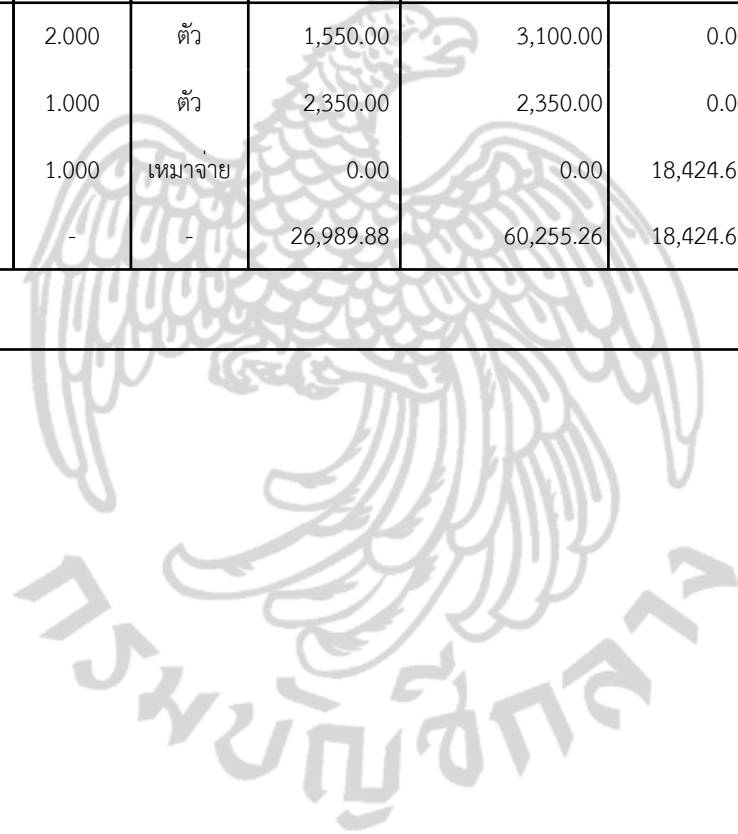 2.000 ตัว 1,550.00 3,100.00 0.0
1.000 ตัว 2,350.00 2,350.00 0.0
1.000 เหมาจ่าย 0.00 0.00 18,424.6
- - 26,989.88 60,255.26 18,424.6
กรมบัญชีกลาง